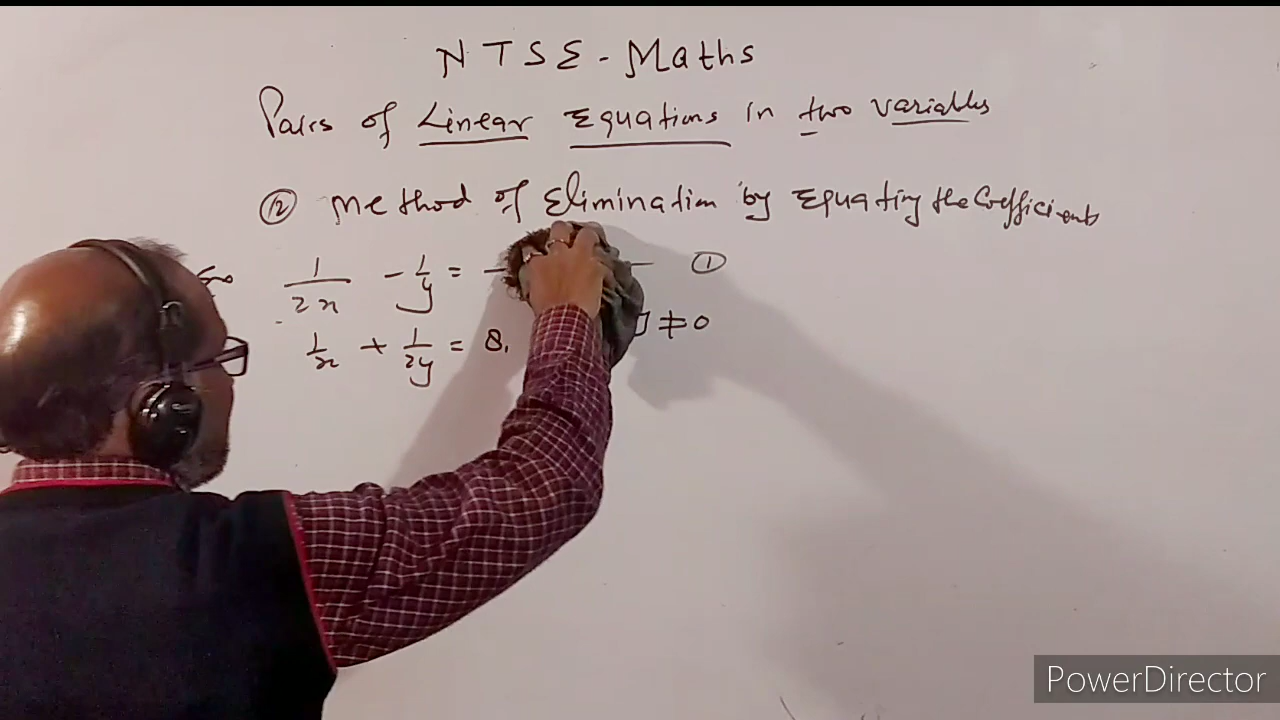 NTSE - Maths
Pairs of Linear Equations in two variables
② Method of Elimination by Equating the Coefficients
1/2x - 1/y = - ①
1/x + 1/2y = 8, y ≠ 0
PowerDirector